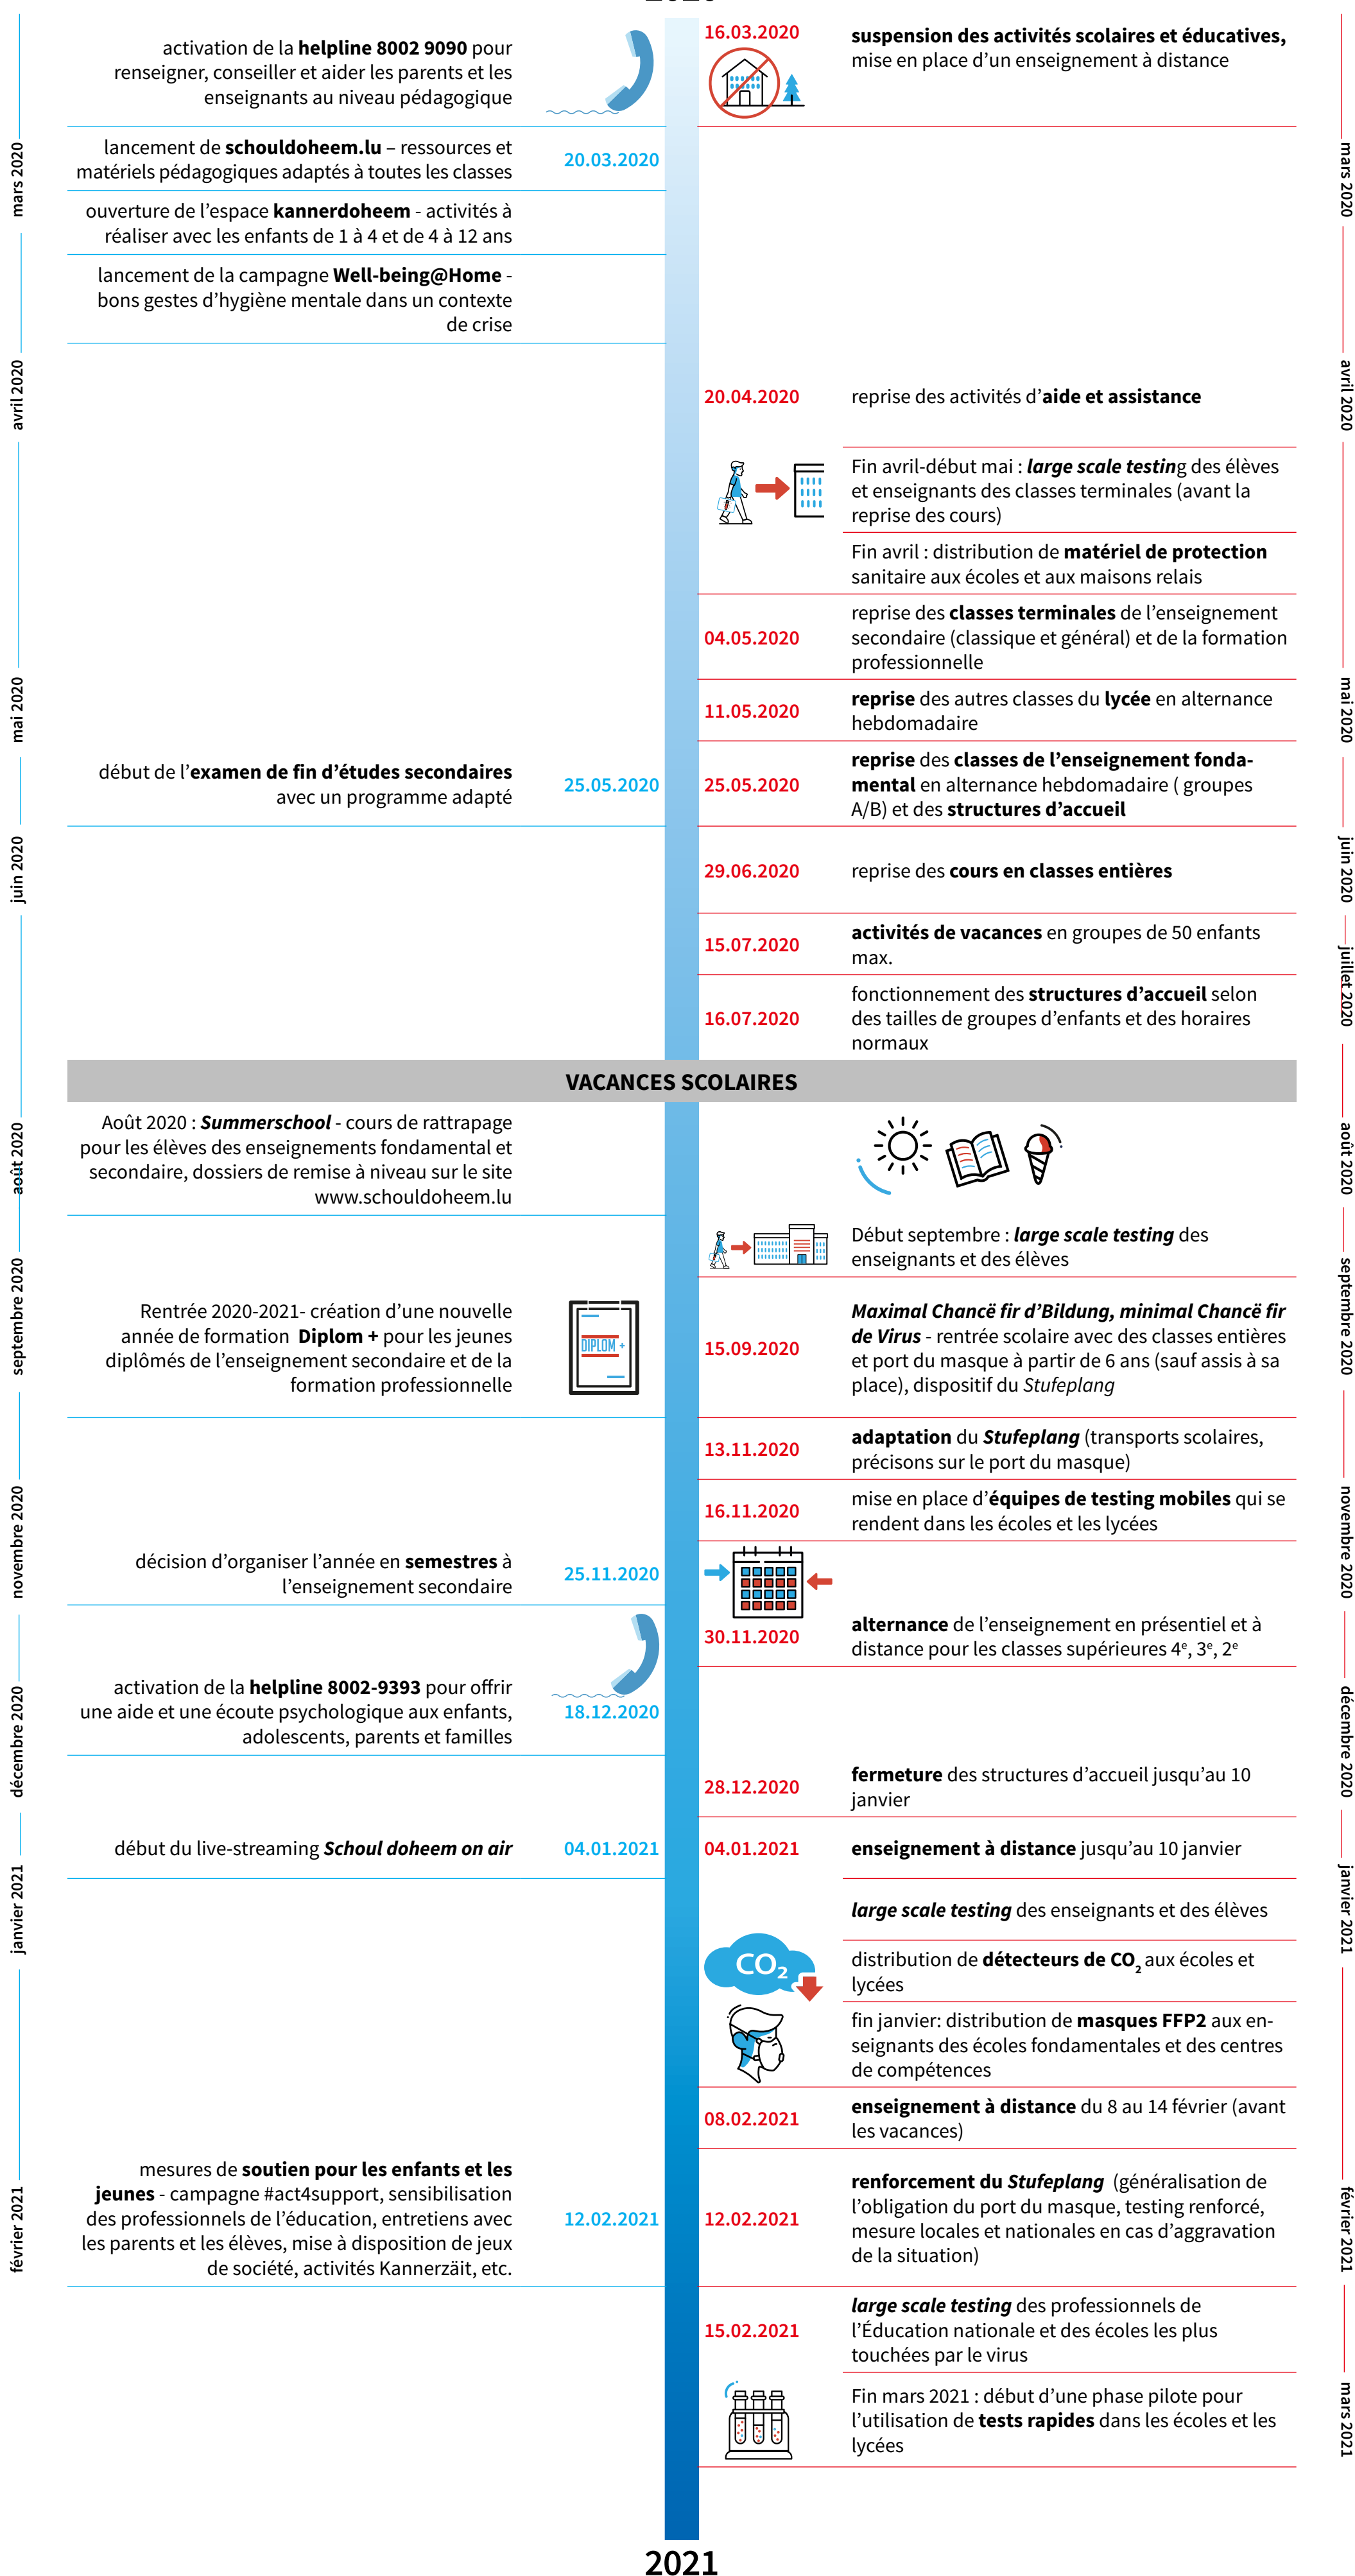 mars 2020
avril 2020
mai 2020
juin 2020
août 2020
septembre 2020
novembre 2020
décembre 2020
janvier 2021
février 2021
activation de la helpline 8002 9090 pour
renseigner, conseiller et aider les parents et les
enseignants au niveau pédagogique
16.03.2020
suspension des activités scolaires et éducatives,
mise en place d’un enseignement à distance
lancement de schouldoheem.lu – ressources et
matériels pédagogiques adaptés à toutes les classes
20.03.2020
ouverture de l’espace kannerdoheem - activités à
réaliser avec les enfants de 1 à 4 et de 4 à 12 ans
lancement de la campagne Well-being@Home -
bons gestes d’hygiène mentale dans un contexte
de crise
20.04.2020
reprise des activités d’aide et assistance
Fin avril-début mai : large scale testing des élèves
et enseignants des classes terminales (avant la
reprise des cours)
Fin avril : distribution de matériel de protection
sanitaire aux écoles et aux maisons relais
04.05.2020
reprise des classes terminales de l’enseignement
secondaire (classique et général) et de la formation
professionnelle
11.05.2020
reprise des autres classes du lycée en alternance
hebdomadaire
début de l’examen de fin d’études secondaires
avec un programme adapté
25.05.2020
25.05.2020
reprise des classes de l’enseignement fonda-
mental en alternance hebdomadaire ( groupes
A/B) et des structures d’accueil
29.06.2020
reprise des cours en classes entières
15.07.2020
activités de vacances en groupes de 50 enfants
max.
16.07.2020
fonctionnement des structures d’accueil selon
des tailles de groupes d’enfants et des horaires
normaux
VACANCES SCOLAIRES
Août 2020 : Summerschool - cours de rattrapage
pour les élèves des enseignements fondamental et
secondaire, dossiers de remise à niveau sur le site
www.schouldoheem.lu
Début septembre : large scale testing des
enseignants et des élèves
Rentrée 2020-2021- création d’une nouvelle
année de formation Diplom + pour les jeunes
diplômés de l’enseignement secondaire et de la
formation professionnelle
DIPLOM +
15.09.2020
Maximal Chancë fir d’Bildung, minimal Chancë fir
de Virus - rentrée scolaire avec des classes entières
et port du masque à partir de 6 ans (sauf assis à sa
place), dispositif du Stufeplang
13.11.2020
adaptation du Stufeplang (transports scolaires,
précisons sur le port du masque)
16.11.2020
mise en place d’équipes de testing mobiles qui se
rendent dans les écoles et les lycées
décision d’organiser l’année en semestres à
l’enseignement secondaire
25.11.2020
30.11.2020
alternance de l’enseignement en présentiel et à
distance pour les classes supérieures 4e, 3e, 2e
activation de la helpline 8002-9393 pour offrir
une aide et une écoute psychologique aux enfants,
adolescents, parents et familles
18.12.2020
28.12.2020
fermeture des structures d’accueil jusqu’au 10
janvier
début du live-streaming Schoul doheem on air
04.01.2021
04.01.2021
enseignement à distance jusqu’au 10 janvier
large scale testing des enseignants et des élèves
CO2
distribution de détecteurs de CO2 aux écoles et
lycées
fin janvier: distribution de masques FFP2 aux en-
seignants des écoles fondamentales et des centres
de compétences
08.02.2021
enseignement à distance du 8 au 14 février (avant
les vacances)
mesures de soutien pour les enfants et les
jeunes - campagne #act4support, sensibilisation
des professionnels de l’éducation, entretiens avec
les parents et les élèves, mise à disposition de jeux
de société, activités Kannerzäit, etc.
12.02.2021
12.02.2021
renforcement du Stufeplang (généralisation de
l’obligation du port du masque, testing renforcé,
mesure locales et nationales en cas d’aggravation
de la situation)
15.02.2021
large scale testing des professionnels de
l’Éducation nationale et des écoles les plus
touchées par le virus
Fin mars 2021 : début d’une phase pilote pour
l’utilisation de tests rapides dans les écoles et les
lycées
2021
mars 2020
avril 2020
mai 2020
juin 2020
juillet 2020
août 2020
septembre 2020
novembre 2020
décembre 2020
janvier 2021
février 2021
mars 2021